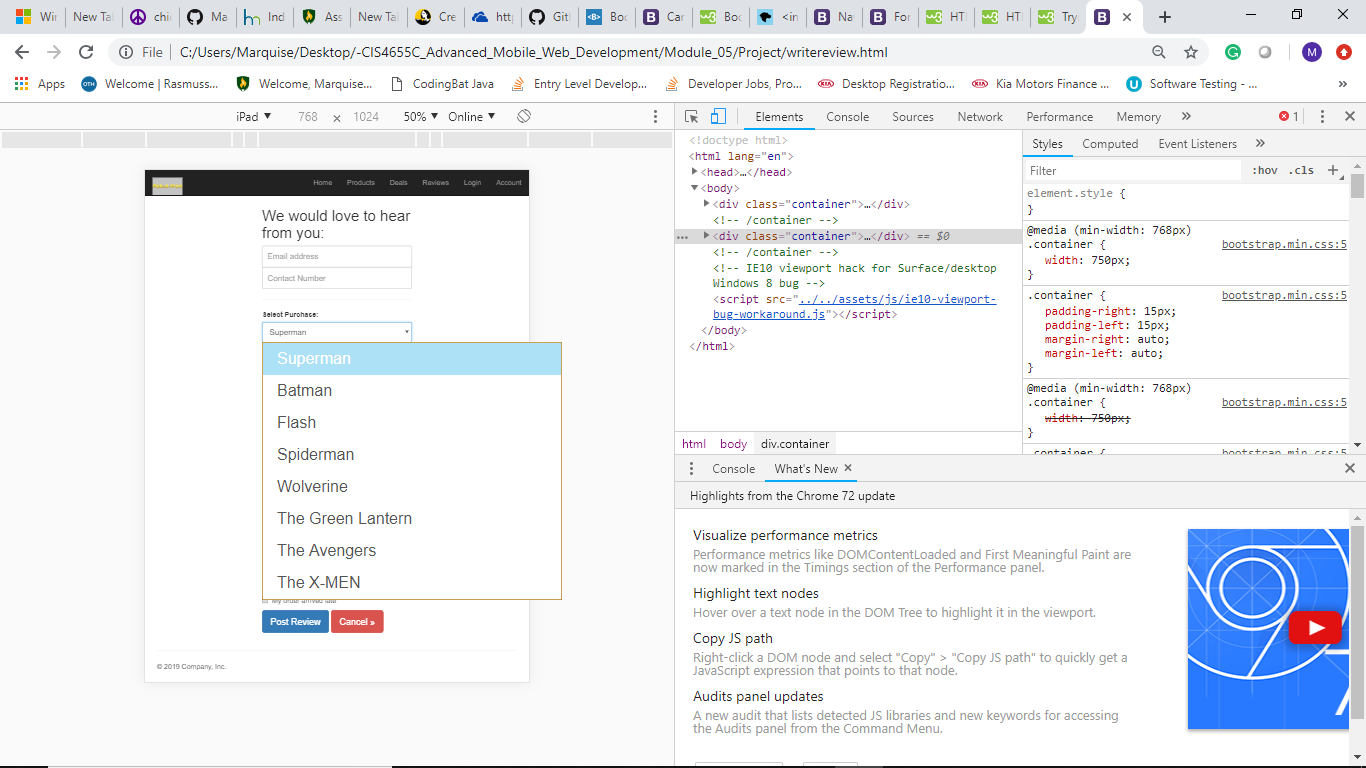 Wir
New Tal
chi
Ma
Ind
Ass
New Tal
Cre
http
Gitl
Boo
Car
Boo
<in
Na
For
HT
HT
Try
File
C:/Users/Marquise/Desktop/-CIS4655C_Advanced_Mobile_Web_Development/Module_05/Project/writereview.html
M
Apps
OTH
Welcome | Rasmuss...
Welcome, Marquise...
CodingBat Java
Entry Level Develop...
Developer Jobs, Pro...
Desktop Registratio...
Kia Motors Finance ...
Software Testing - ...
»
iPad ▼ 768 × 1024 50% ▼ Online ▼
Elements Console Sources Network Performance Memory » 1
Home Products Deals Reviews Login Account
We would love to hear
from you:
Email address
Contact Number
Select Purchase:
Superman
Superman
Batman
Flash
Spiderman
Wolverine
The Green Lantern
The Avengers
The X-MEN
My order arrived late
Post Review
Cancel »
© 2019 Company, Inc.
<!doctype html>
<html lang="en">
<head>…</head>
<body>
<div class="container">…</div>
<!-- /container -->
<div class="container">…</div> == $0
<!-- /container -->
<!-- IE10 viewport hack for Surface/desktop
Windows 8 bug -->
<script src="../../assets/js/ie10-viewport-
bug-workaround.js"></script>
</body>
</html>
html body div.container
Styles Computed Event Listeners »
Filter :hov .cls +
element.style {
}
@media (min-width: 768px)
.container { bootstrap.min.css:5
width: 750px;
}
.container { bootstrap.min.css:5
padding-right: 15px;
padding-left: 15px;
margin-right: auto;
margin-left: auto;
}
@media (min-width: 768px)
.container { bootstrap.min.css:5
width: 750px;
}
.container { bootstrap.min.css:5
Console What's New ×
Highlights from the Chrome 72 update
Visualize performance metrics
Performance metrics like DOMContentLoaded and First Meaningful Paint are
now marked in the Timings section of the Performance panel.
Highlight text nodes
Hover over a text node in the DOM Tree to highlight it in the viewport.
Copy JS path
Right-click a DOM node and select "Copy" > "Copy JS path" to quickly get a
JavaScript expression that points to that node.
Audits panel updates
A new audit that lists detected JS libraries and new keywords for accessing
the Audits panel from the Command Menu.